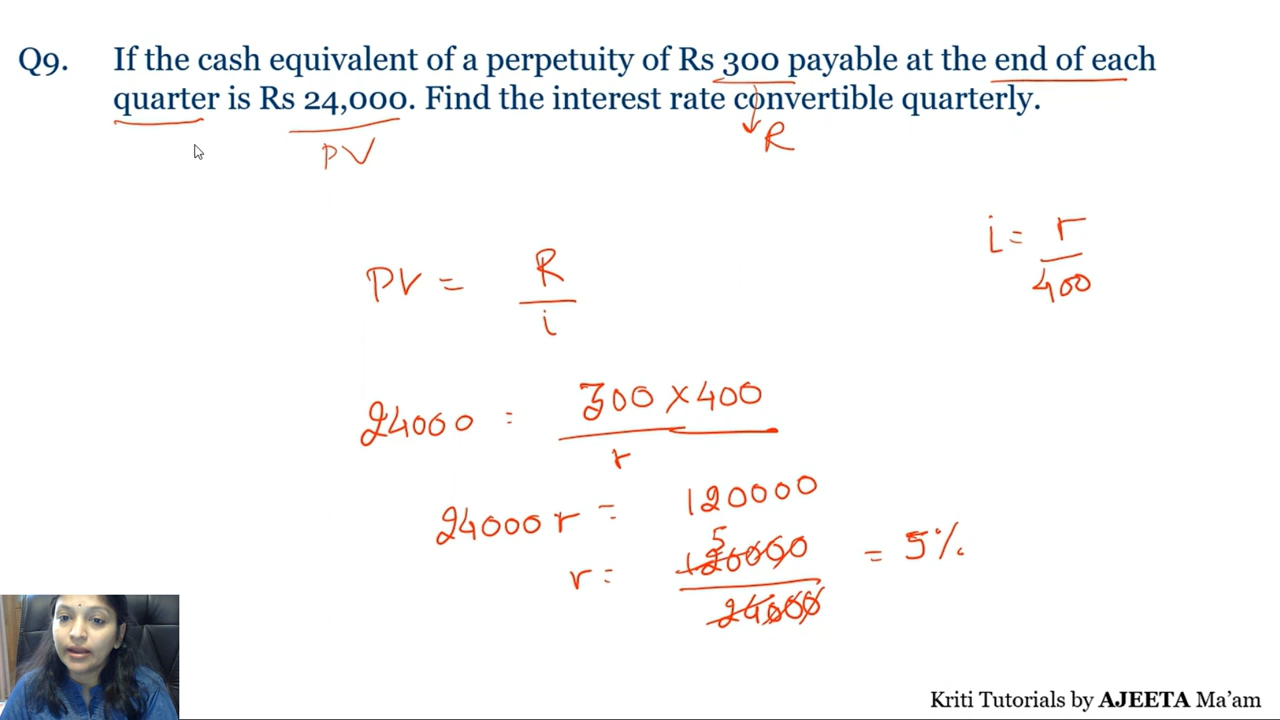 Q9. If the cash equivalent of a perpetuity of Rs 300 payable at the end of each
quarter is Rs 24,000. Find the interest rate convertible quarterly.
PV
R
i = r / 400
PV = R / i
24000 = 300 × 400 / r
24000 r = 120000
5
r = 120000 / 24000 = 5%
Kriti Tutorials by AJEETA Ma'am